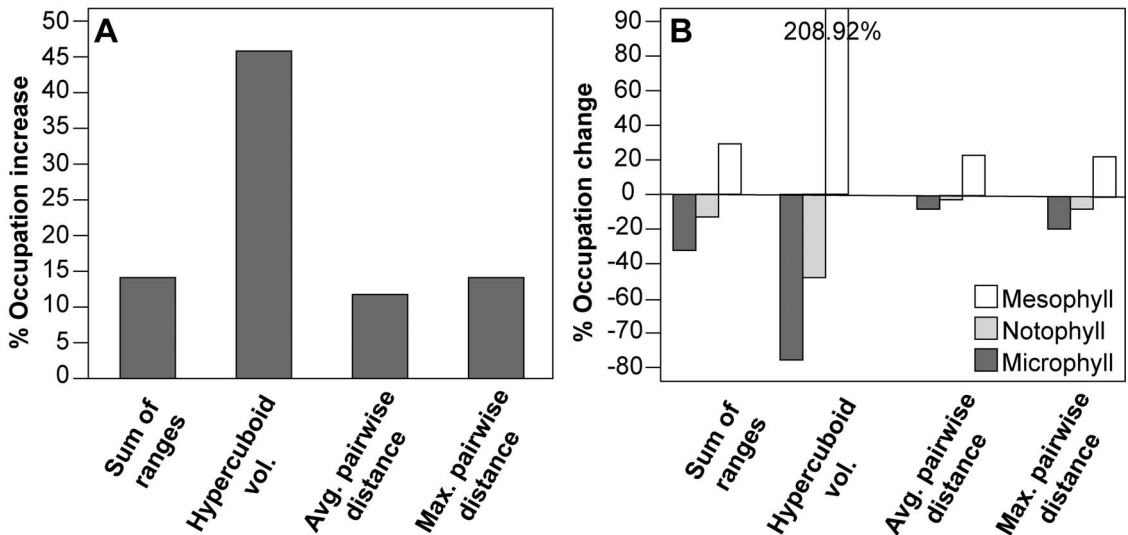 A
% Occupation increase
50
45
40
35
30
25
20
15
10
5
0
Sum of
ranges
Hypercuboid
vol.
Avg. pairwise
distance
Max. pairwise
distance
B
208.92%
% Occupation change
90
80
60
40
20
0
-20
-40
-60
-70
-80
Mesophyll
Notophyll
Microphyll
Sum of
ranges
Hypercuboid
vol.
Avg. pairwise
distance
Max. pairwise
distance